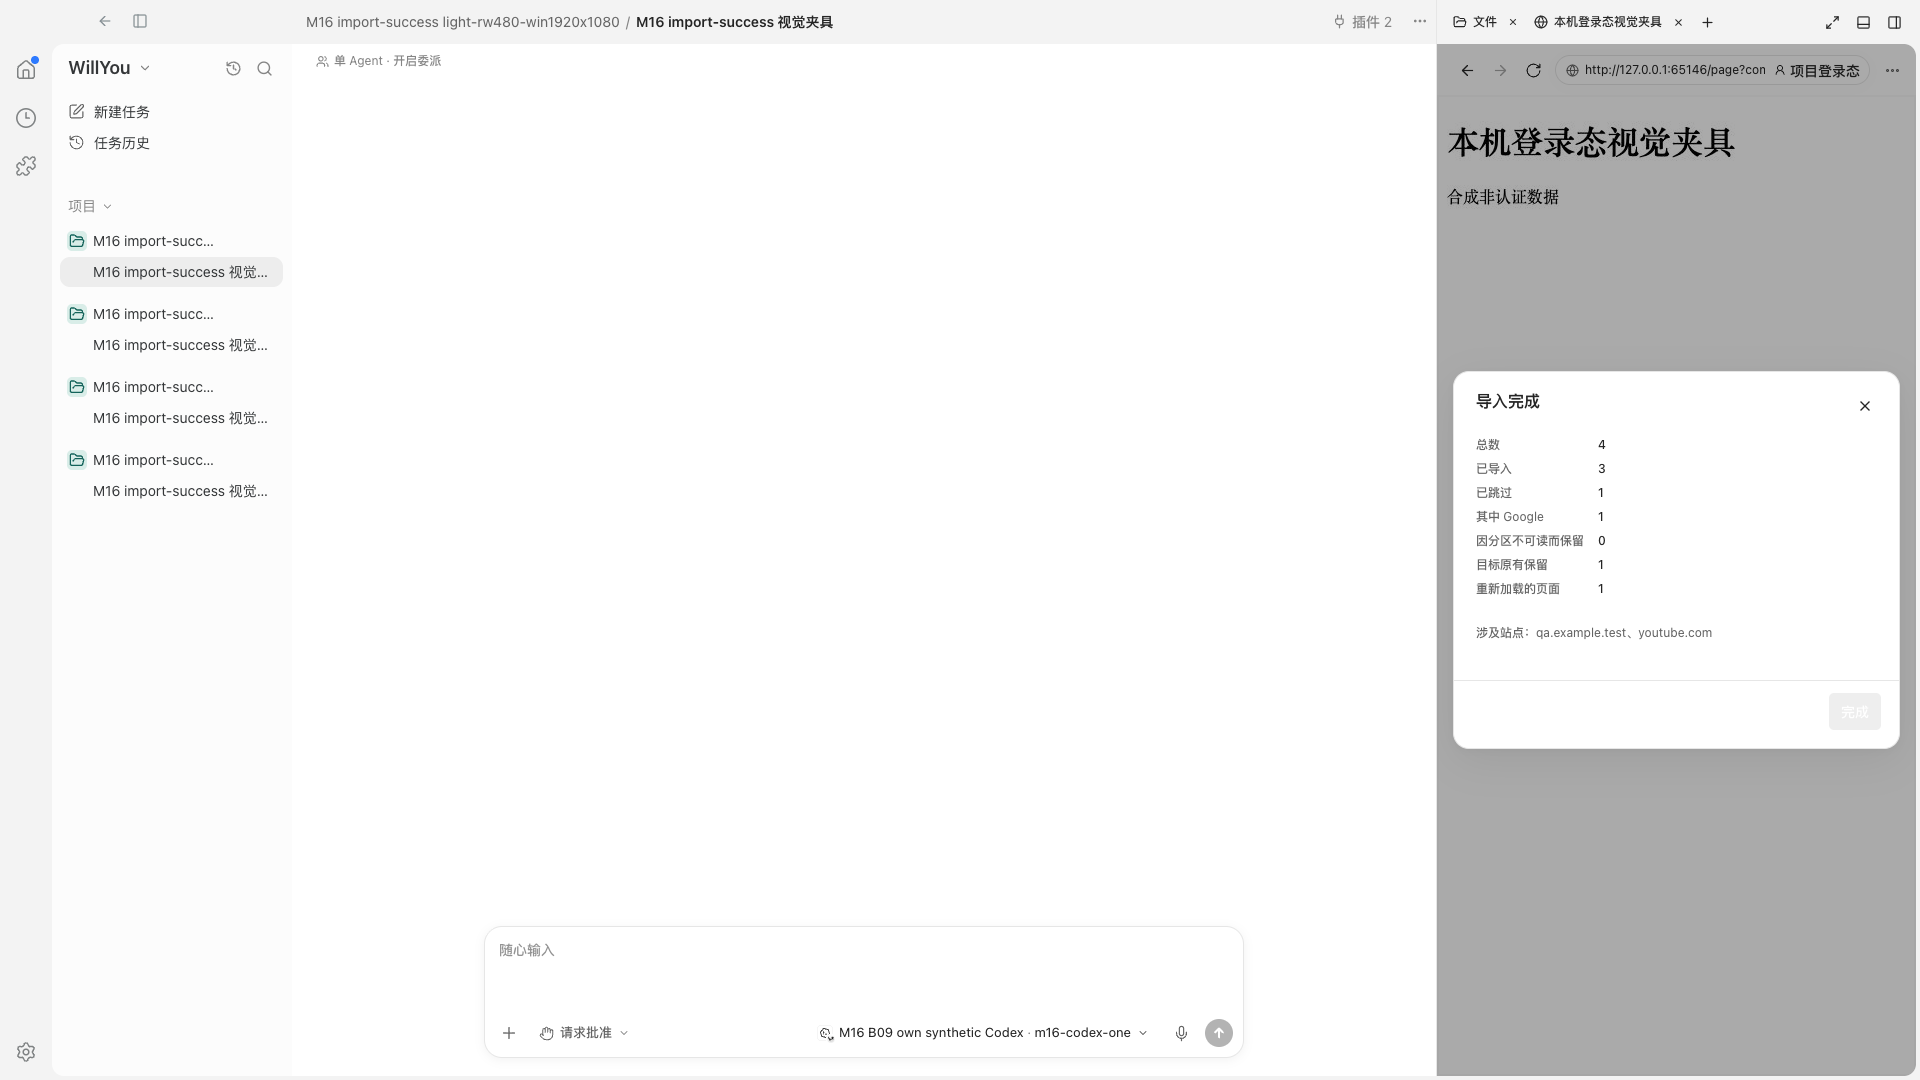 M16 import-success light-rw480-win1920x1080 / M16 import-success 视觉夹具
插件 2
文件
本机登录态视觉夹具
WillYou
新建任务
任务历史
项目
M16 import-succ...
M16 import-success 视觉...
M16 import-succ...
M16 import-success 视觉...
M16 import-succ...
M16 import-success 视觉...
M16 import-succ...
M16 import-success 视觉...
单 Agent · 开启委派
随心输入
请求批准
M16 B09 own synthetic Codex · m16-codex-one
http://127.0.0.1:65146/page?con
项目登录态
本机登录态视觉夹具
合成非认证数据
导入完成
总数 4
已导入 3
已跳过 1
其中 Google 1
因分区不可读而保留 0
目标原有保留 1
重新加载的页面 1
涉及站点：qa.example.test、youtube.com
完成